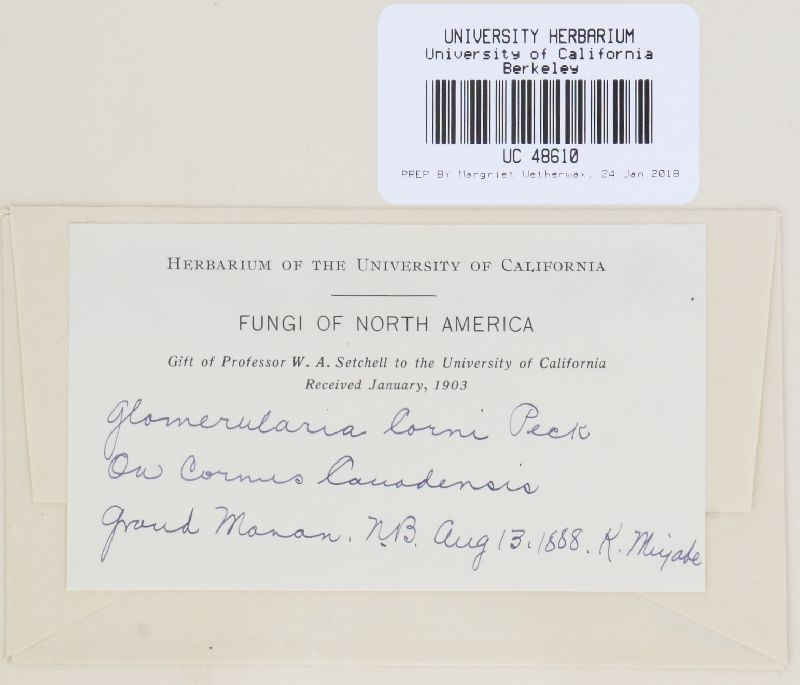 UNIVERSITY HERBARIUM
University of California
Berkeley
UC 48610
PREP BY Margriet Wetherwax, 24 Jan 2018
HERBARIUM OF THE UNIVERSITY OF CALIFORNIA
FUNGI OF NORTH AMERICA
Gift of Professor W. A. Setchell to the University of California
Received January, 1903
Glomerularia Corni Peck
On Cornus Canadensis
Grand Manan. N.B. Aug 13. 1888. K. Miyabe